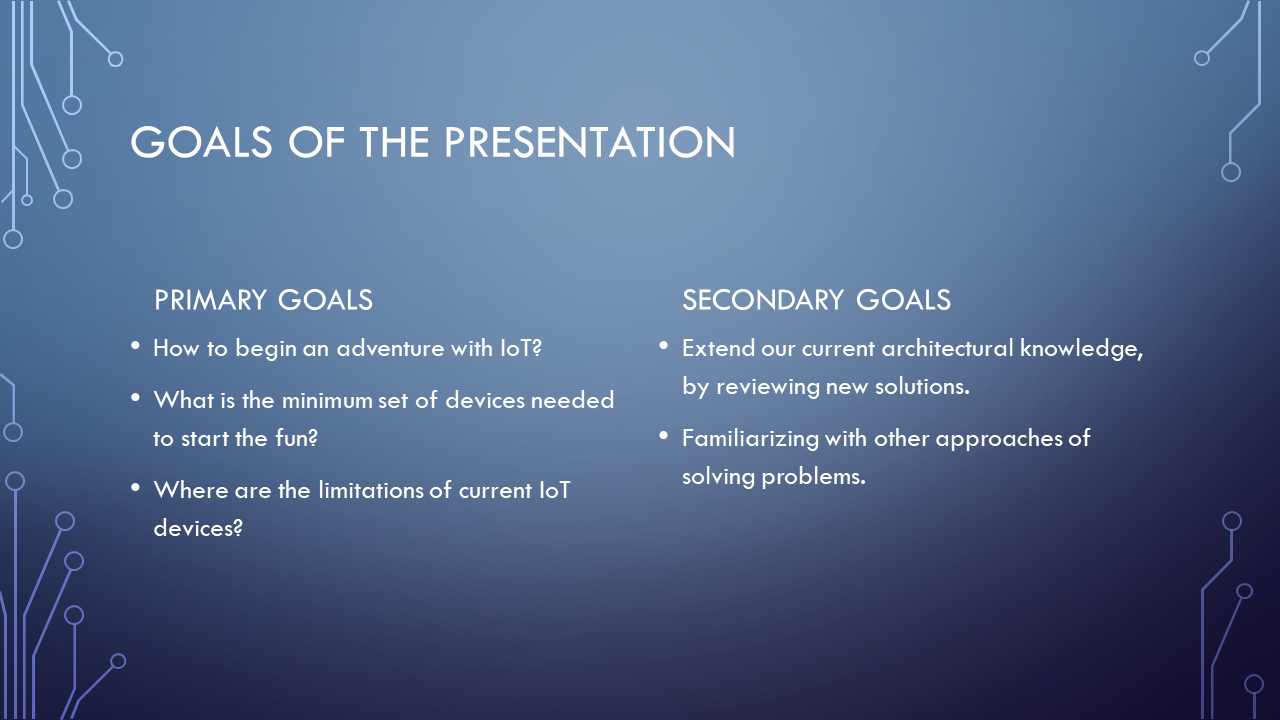 GOALS OF THE PRESENTATION
PRIMARY GOALS
• How to begin an adventure with IoT?
• What is the minimum set of devices needed
to start the fun?
• Where are the limitations of current IoT
devices?
SECONDARY GOALS
• Extend our current architectural knowledge,
by reviewing new solutions.
• Familiarizing with other approaches of
solving problems.